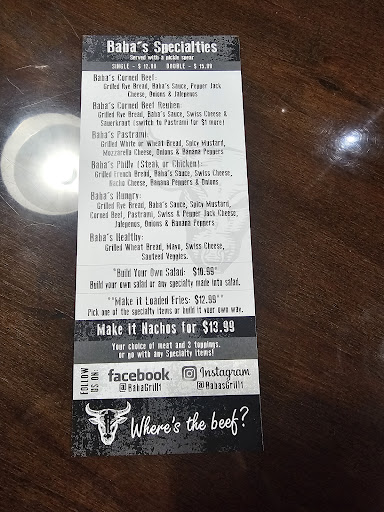 Baba's Specialties
Served with a pickle spear
SINGLE - $ 12.99 DOUBLE - $ 15.99
Baba's Corned Beef:
Grilled Rye Bread, Baba's Sauce, Pepper Jack
Cheese, Onions & Jalepenos
Baba's Corned Beef Reuben:
Grilled Rye Bread, Baba's Sauce, Swiss Cheese &
Sauerkraut (switch to Pastrami for $1 more)
Baba's Pastrami:
Grilled White or Wheat Bread, Spicy Mustard,
Mozzarella Cheese, Onions & Banana Peppers
Baba's Philly (Steak or Chicken):
Grilled French Bread, Baba's Sauce, Swiss Cheese,
Nacho Cheese, Banana Peppers & Onions
Baba's Hungry:
Grilled Rye Bread, Baba's Sauce, Spicy Mustard,
Corned Beef, Pastrami, Swiss & Pepper Jack Cheese,
Jalepenos, Onions & Banana Peppers
Baba's Healthy:
Grilled Wheat Bread, Mayo, Swiss Cheese,
Sauteed Veggies.
"Build Your Own Salad: $10.99"
Build your own salad or any specialty made into salad.
""Make it Loaded Fries: $12.99""
Pick one of the specialty items or build it your own way.
Make it Nachos for $13.99
Your choice of meat and 3 toppings.
or go with any Specialty items!
FOLLOW
US ON:
facebook
@BabaGrill1
Instagram
@BabasGrill1
Where's the beef?